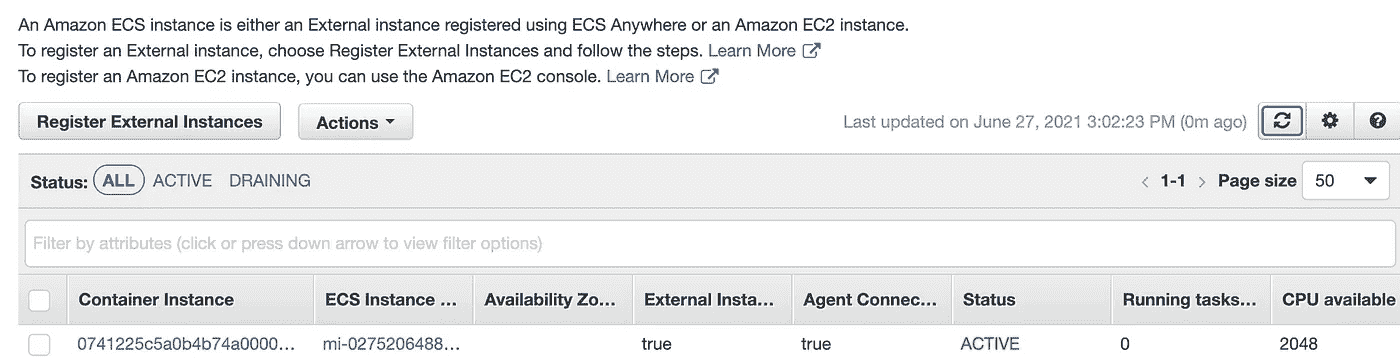 An Amazon ECS instance is either an External instance registered using ECS Anywhere or an Amazon EC2 instance.
To register an External instance, choose Register External Instances and follow the steps. Learn More
To register an Amazon EC2 instance, you can use the Amazon EC2 console. Learn More
Register External Instances Actions Last updated on June 27, 2021 3:02:23 PM (0m ago)
Status: ALL ACTIVE DRAINING < 1-1 > Page size 50
Filter by attributes (click or press down arrow to view filter options)
Container Instance ECS Instance ... Availability Zo... External Insta... Agent Connec... Status Running tasks... CPU available
0741225c5a0b4b74a0000... mi-0275206488... true true ACTIVE 0 2048